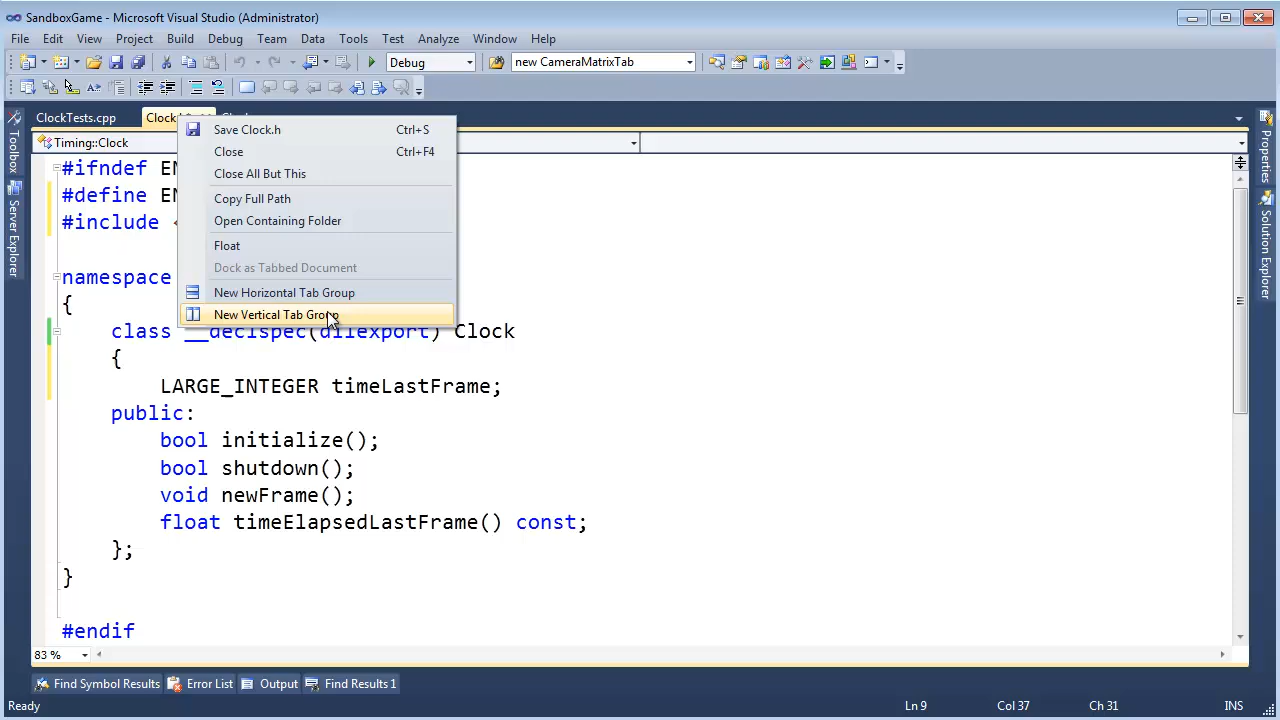 SandboxGame - Microsoft Visual Studio (Administrator)
File Edit View Project Build Debug Team Data Tools Test Analyze Window Help
Debug new CameraMatrixTab
ClockTests.cpp
Timing::Clock
Save Clock.h Ctrl+S
Close Ctrl+F4
Close All But This
Copy Full Path
Open Containing Folder
Float
Dock as Tabbed Document
New Horizontal Tab Group
New Vertical Tab Group
Toolbox
Server Explorer
#ifndef
#define
#include <
namespace
{
class __declspec(dllexport) Clock
{
LARGE_INTEGER timeLastFrame;
public:
bool initialize();
bool shutdown();
void newFrame();
float timeElapsedLastFrame() const;
};
}
#endif
Properties
Solution Explorer
83 %
Find Symbol Results Error List Output Find Results 1
Ready Ln 9 Col 37 Ch 31 INS